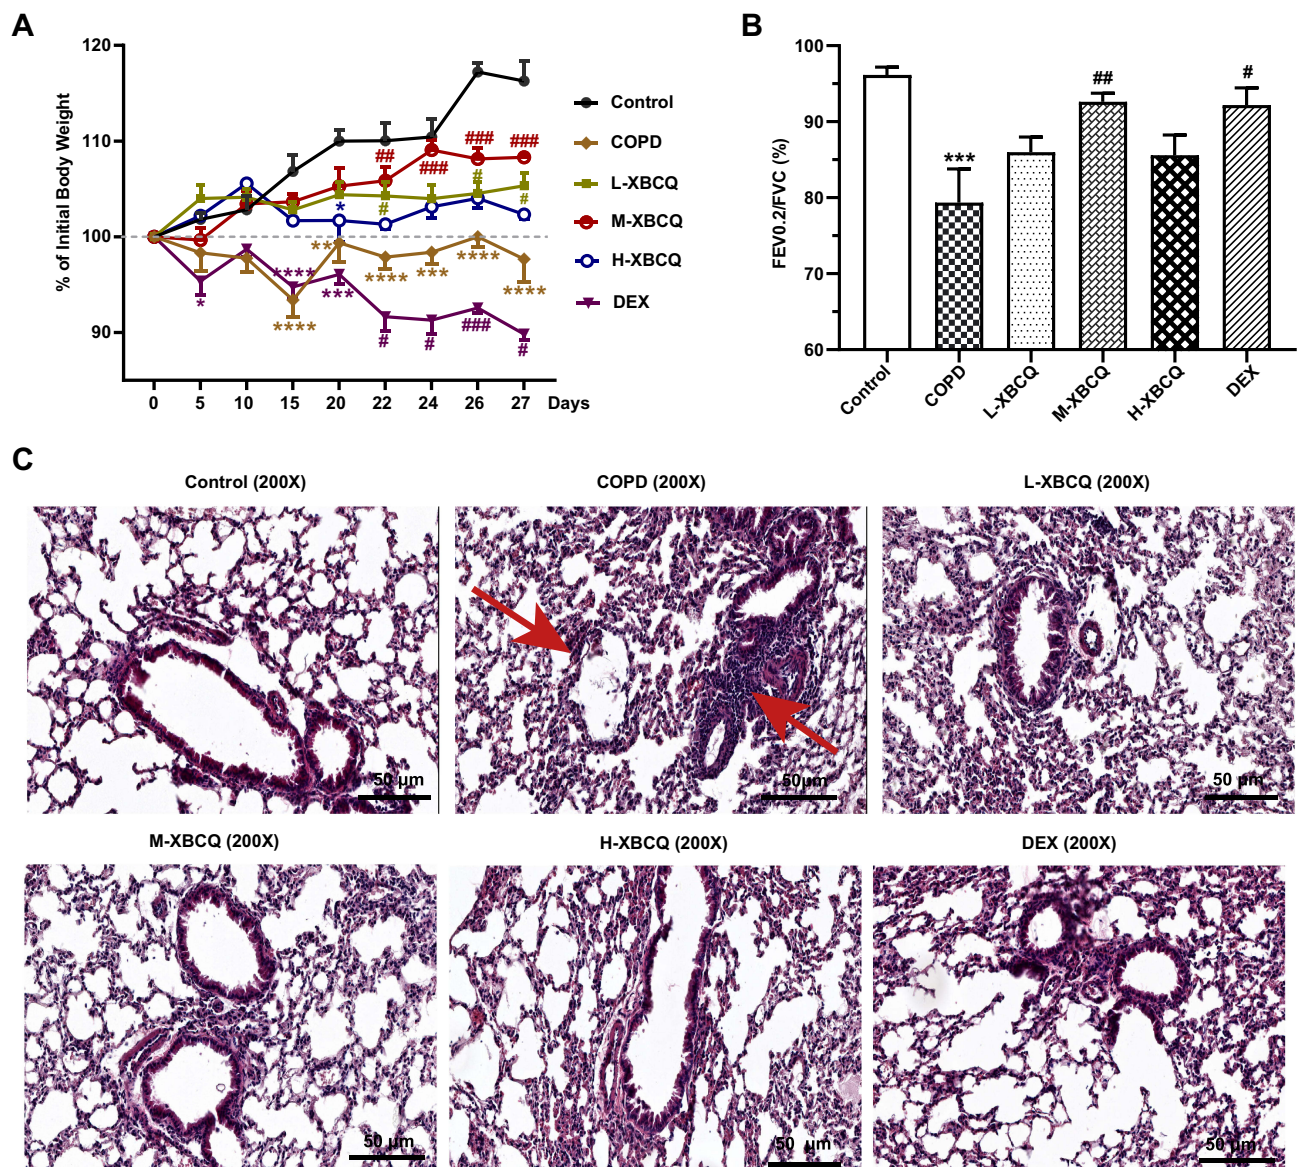 A
120
110
100
90
% of Initial Body Weight
0 5 10 15 20 22 24 26 27 Days
* **** **** ** * *** ## # **** # ### *** # ### # **** ### ### # **** #
Control
COPD
L-XBCQ
M-XBCQ
H-XBCQ
DEX
B
100
90
80
70
60
FEV0.2/FVC (%)
*** ## #
Control COPD L-XBCQ M-XBCQ H-XBCQ DEX
C
Control (200X) COPD (200X) L-XBCQ (200X)
50 μm 50μm 50 μm
M-XBCQ (200X) H-XBCQ (200X) DEX (200X)
50 μm 50 μm 50 μm